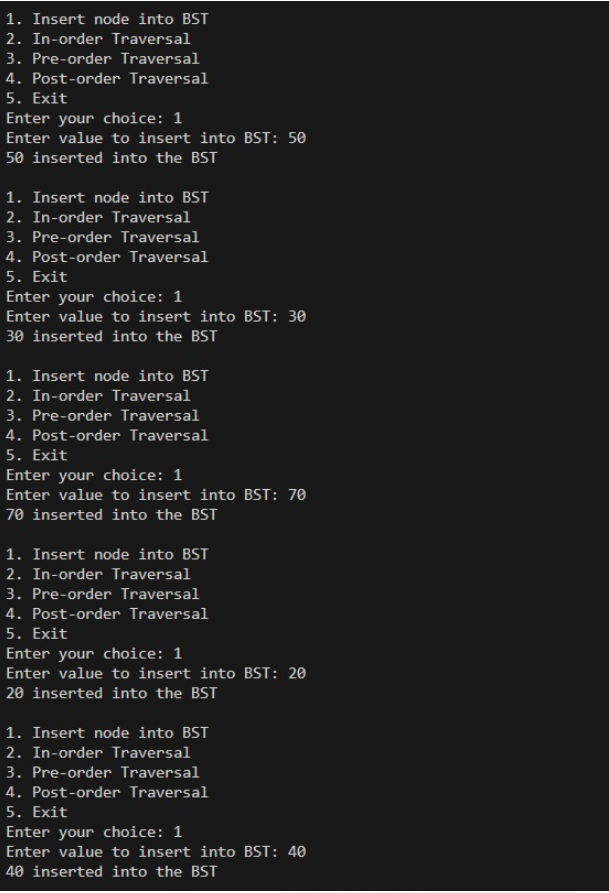 1. Insert node into BST
2. In-order Traversal
3. Pre-order Traversal
4. Post-order Traversal
5. Exit
Enter your choice: 1
Enter value to insert into BST: 50
50 inserted into the BST

1. Insert node into BST
2. In-order Traversal
3. Pre-order Traversal
4. Post-order Traversal
5. Exit
Enter your choice: 1
Enter value to insert into BST: 30
30 inserted into the BST

1. Insert node into BST
2. In-order Traversal
3. Pre-order Traversal
4. Post-order Traversal
5. Exit
Enter your choice: 1
Enter value to insert into BST: 70
70 inserted into the BST

1. Insert node into BST
2. In-order Traversal
3. Pre-order Traversal
4. Post-order Traversal
5. Exit
Enter your choice: 1
Enter value to insert into BST: 20
20 inserted into the BST

1. Insert node into BST
2. In-order Traversal
3. Pre-order Traversal
4. Post-order Traversal
5. Exit
Enter your choice: 1
Enter value to insert into BST: 40
40 inserted into the BST